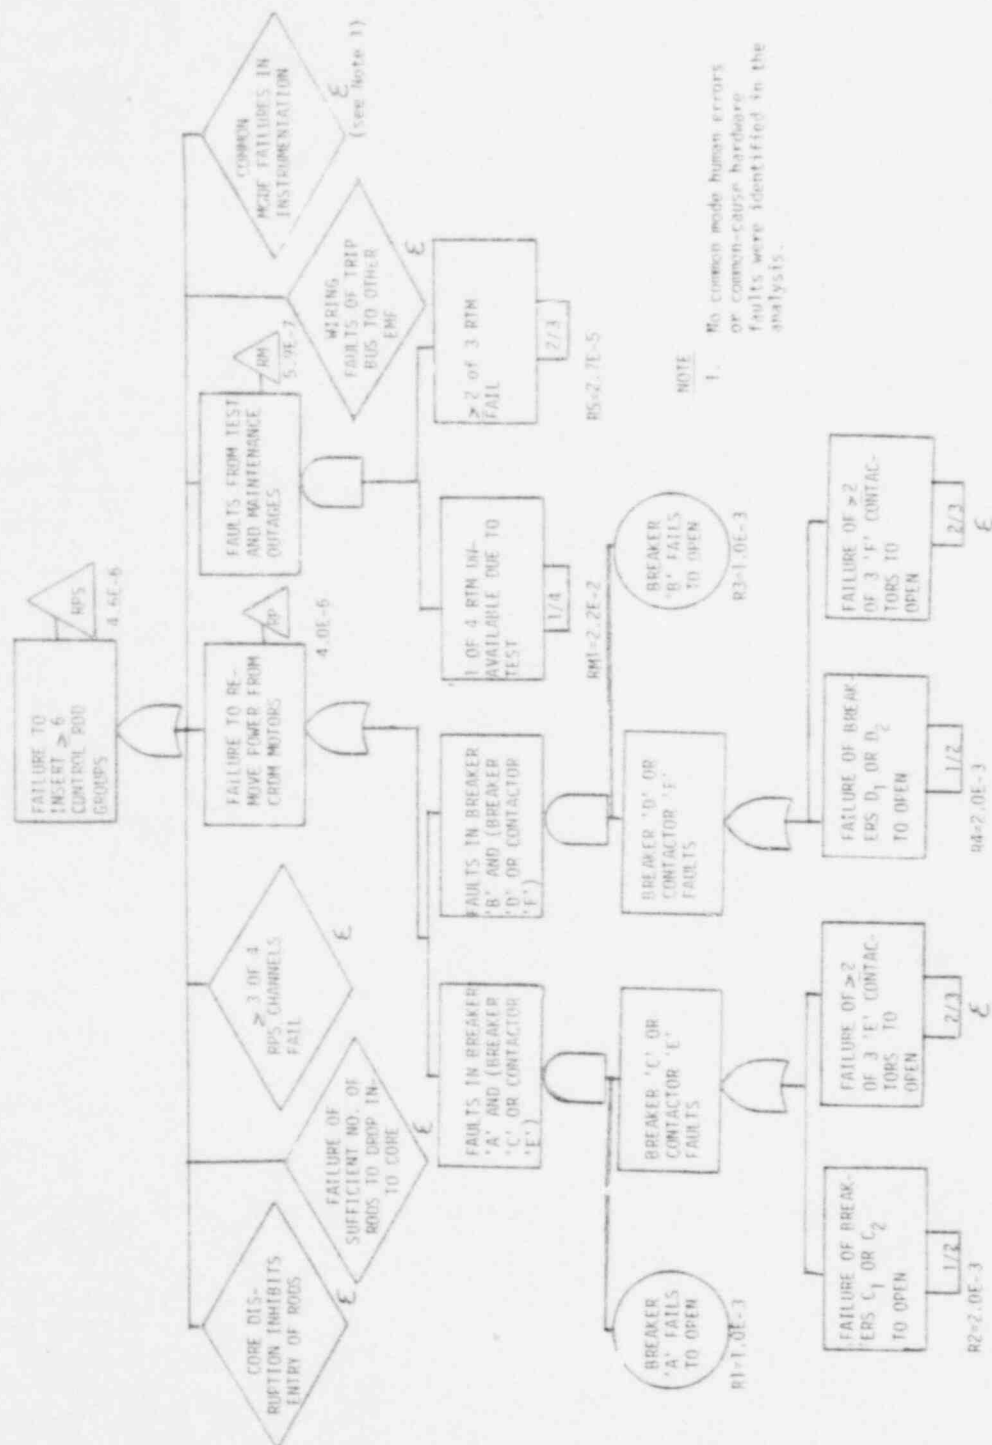 FAILURE TO
INSERT ≥ 6
CONTROL ROD
GROUPS
RPS
4.6E-6
CORE DIS-
RUPTION INHIBITS
ENTRY OF RODS
ε
FAILURE OF
SUFFICIENT NO. OF
RODS TO DROP IN-
TO CORE
ε
≥ 3 OF 4
RPS CHANNELS
FAIL
ε
FAILURE TO RE-
MOVE POWER FROM
CRDM MOTORS
RP
4.0E-6
FAULTS FROM TEST
AND MAINTENANCE
OUTAGES
RM
5.9E-7
WIRING
FAULTS OF TRIP
BUS TO OTHER
EMF
ε
COMMON
MODE FAILURES IN
INSTRUMENTATION
ε
(see Note 1)
FAULTS IN BREAKER
'A' AND (BREAKER
'C' OR CONTACTOR
'E')
FAULTS IN BREAKER
'B' AND (BREAKER
'D' OR CONTACTOR
'F')
1 OF 4 RTM UN-
AVAILABLE DUE TO
TEST
1/4
RM1=2.2E-2
≥ 2 of 3 RTM
FAIL
2/3
R5=2.7E-5
BREAKER
'A' FAILS
TO OPEN
R1=1.0E-3
BREAKER 'C' OR
CONTACTOR 'E'
FAULTS
BREAKER 'D' OR
CONTACTOR 'F'
FAULTS
BREAKER
'B' FAILS
TO OPEN
R3=1.0E-3
FAILURE OF BREAK-
ERS C1 OR C2
TO OPEN
1/2
R2=2.0E-3
FAILURE OF ≥2
OF 3 'E' CONTAC-
TORS TO
OPEN
2/3
ε
FAILURE OF BREAK-
ERS D1 OR D2
TO OPEN
1/2
R4=2.0E-3
FAILURE OF ≥2
OF 3 'F' CONTAC-
TORS TO
OPEN
2/3
ε
NOTE
1. No common mode human errors
or common-cause hardware
faults were identified in the
analysis.